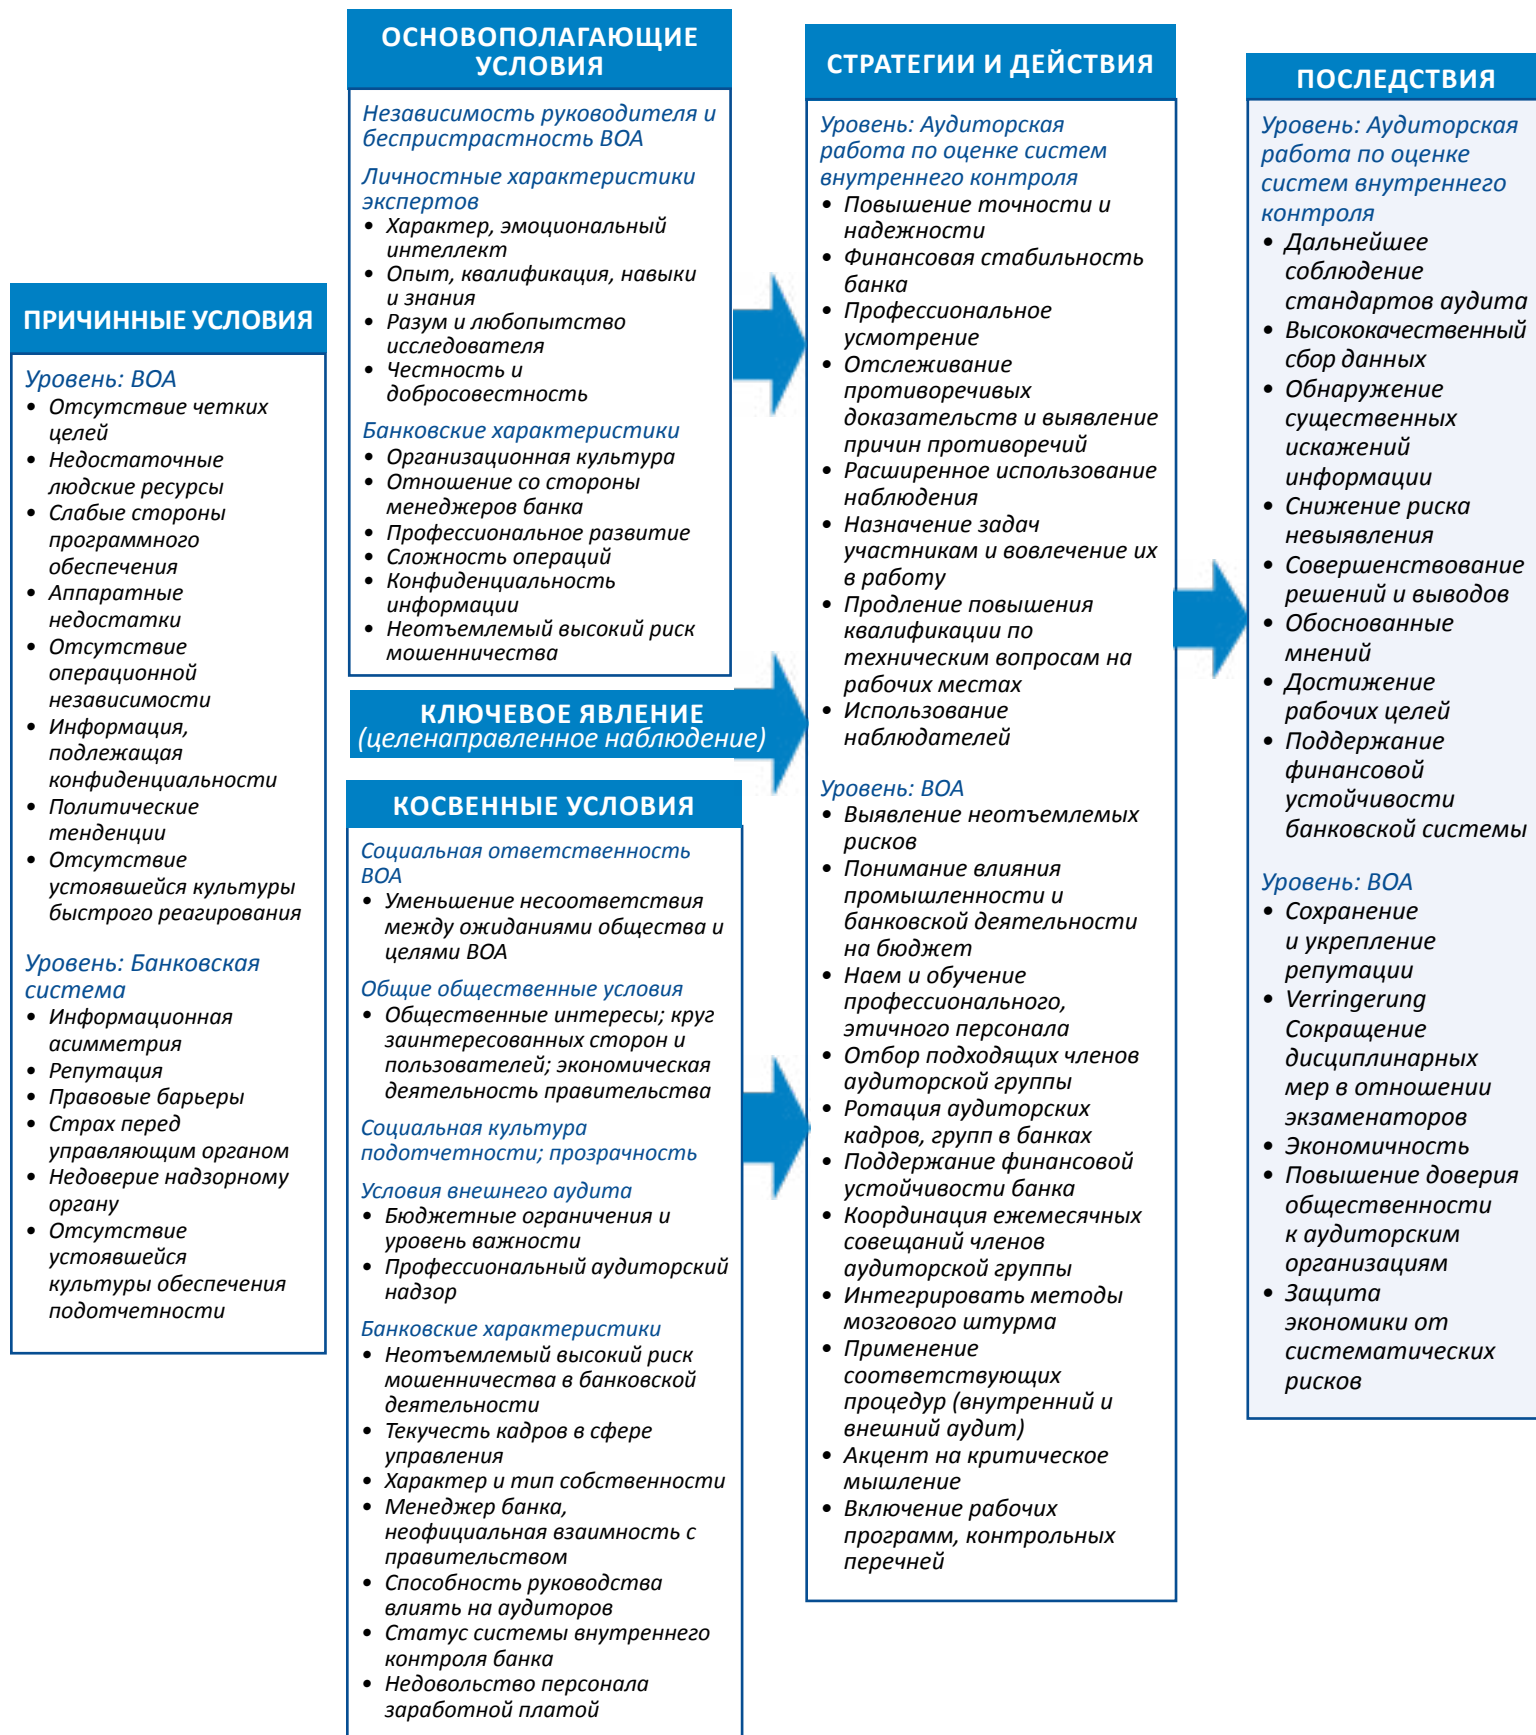 ПРИЧИННЫЕ УСЛОВИЯ
Уровень: ВОА
• Отсутствие четких
целей
• Недостаточные
людские ресурсы
• Слабые стороны
программного
обеспечения
• Аппаратные
недостатки
• Отсутствие
операционной
независимости
• Информация,
подлежащая
конфиденциальности
• Политические
тенденции
• Отсутствие
устоявшейся культуры
быстрого реагирования
Уровень: Банковская
система
• Информационная
асимметрия
• Репутация
• Правовые барьеры
• Страх перед
управляющим органом
• Недоверие надзорному
органу
• Отсутствие
устоявшейся
культуры обеспечения
подотчетности
ОСНОВОПОЛАГАЮЩИЕ
УСЛОВИЯ
Независимость руководителя и
беспристрастность ВОА
Личностные характеристики
экспертов
• Характер, эмоциональный
интеллект
• Опыт, квалификация, навыки
и знания
• Разум и любопытство
исследователя
• Честность и
добросовестность
Банковские характеристики
• Организационная культура
• Отношение со стороны
менеджеров банка
• Профессиональное развитие
• Сложность операций
• Конфиденциальность
информации
• Неотъемлемый высокий риск
мошенничества
КЛЮЧЕВОЕ ЯВЛЕНИЕ
(целенаправленное наблюдение)
КОСВЕННЫЕ УСЛОВИЯ
Социальная ответственность
ВОА
• Уменьшение несоответствия
между ожиданиями общества и
целями ВОА
Общие общественные условия
• Общественные интересы; круг
заинтересованных сторон и
пользователей; экономическая
деятельность правительства
Социальная культура
подотчетности; прозрачность
Условия внешнего аудита
• Бюджетные ограничения и
уровень важности
• Профессиональный аудиторский
надзор
Банковские характеристики
• Неотъемлемый высокий риск
мошенничества в банковской
деятельности
• Текучесть кадров в сфере
управления
• Характер и тип собственности
• Менеджер банка,
неофициальная взаимность с
правительством
• Способность руководства
влиять на аудиторов
• Статус системы внутреннего
контроля банка
• Недовольство персонала
заработной платой
СТРАТЕГИИ И ДЕЙСТВИЯ
Уровень: Аудиторская
работа по оценке систем
внутреннего контроля
• Повышение точности и
надежности
• Финансовая стабильность
банка
• Профессиональное
усмотрение
• Отслеживание
противоречивых
доказательств и выявление
причин противоречий
• Расширенное использование
наблюдения
• Назначение задач
участникам и вовлечение их
в работу
• Продление повышения
квалификации по
техническим вопросам на
рабочих местах
• Использование
наблюдателей
Уровень: ВОА
• Выявление неотъемлемых
рисков
• Понимание влияния
промышленности и
банковской деятельности
на бюджет
• Наем и обучение
профессионального,
этичного персонала
• Отбор подходящих членов
аудиторской группы
• Ротация аудиторских
кадров, групп в банках
• Поддержание финансовой
устойчивости банка
• Координация ежемесячных
совещаний членов
аудиторской группы
• Интегрировать методы
мозгового штурма
• Применение
соответствующих
процедур (внутренний и
внешний аудит)
• Акцент на критическое
мышление
• Включение рабочих
программ, контрольных
перечней
ПОСЛЕДСТВИЯ
Уровень: Аудиторская
работа по оценке
систем внутреннего
контроля
• Дальнейшее
соблюдение
стандартов аудита
• Высококачественный
сбор данных
• Обнаружение
существенных
искажений
информации
• Снижение риска
невыявления
• Совершенствование
решений и выводов
• Обоснованные
мнений
• Достижение
рабочих целей
• Поддержание
финансовой
устойчивости
банковской системы
Уровень: ВОА
• Сохранение
и укрепление
репутации
• Verringerung
Сокращение
дисциплинарных
мер в отношении
экзаменаторов
• Экономичность
• Повышение доверия
общественности
к аудиторским
организациям
• Защита
экономики от
систематических
рисков